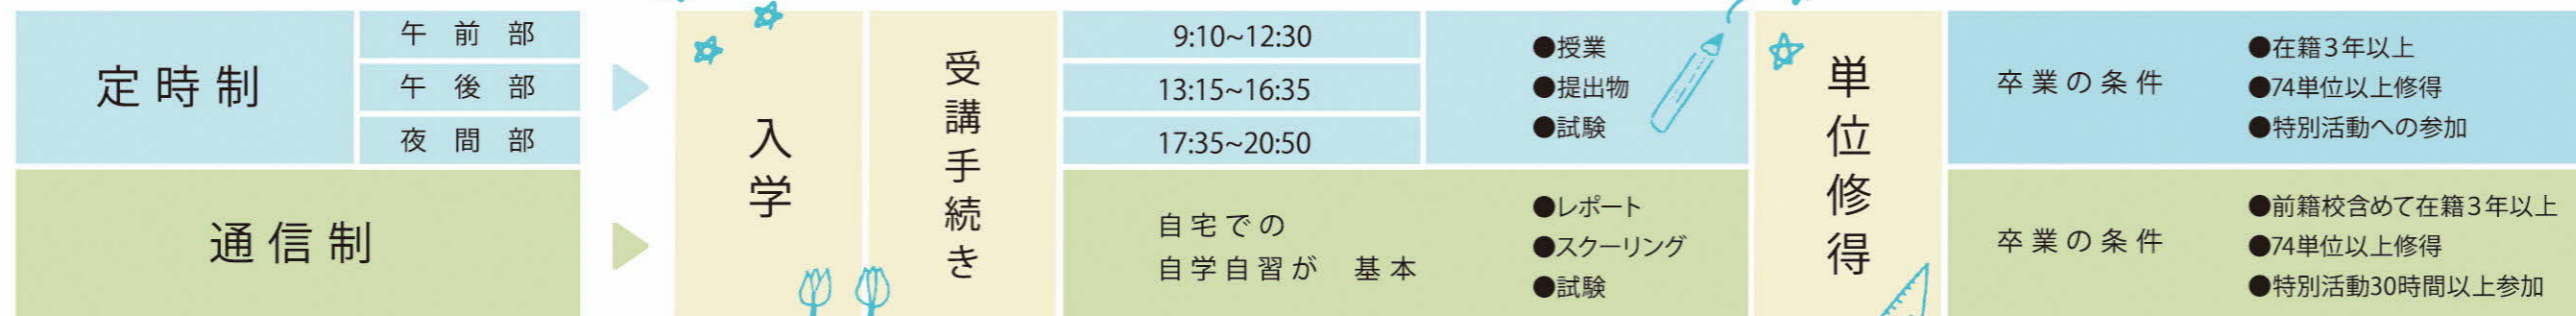 定時制
午前部
午後部
夜間部
通信制
入学
受講手続き
9:10~12:30
13:15~16:35
17:35~20:50
●授業
●提出物
●試験
自宅での
自学自習が 基本
●レポート
●スクーリング
●試験
単位修得
卒業の条件
●在籍3年以上
●74単位以上修得
●特別活動への参加
卒業の条件
●前籍校含めて在籍3年以上
●74単位以上修得
●特別活動30時間以上参加